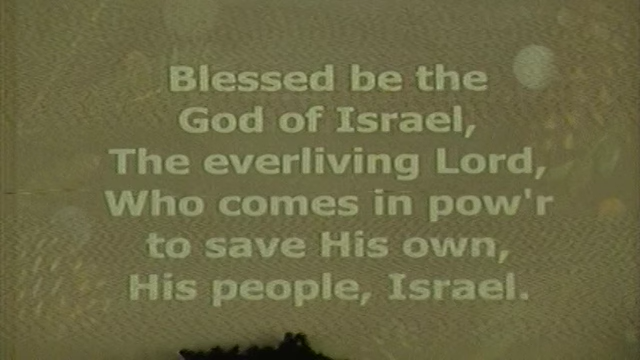 Blessed be the
God of Israel,
The everliving Lord,
Who comes in pow'r
to save His own,
His people, Israel.